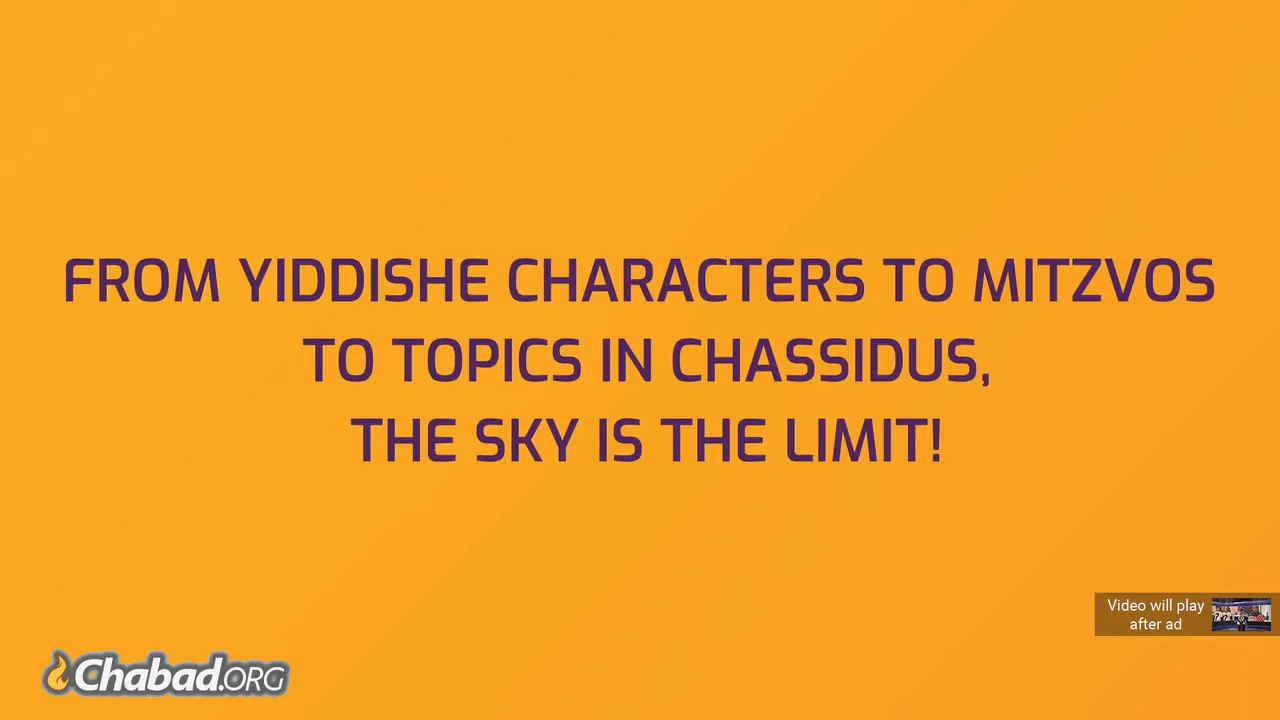 FROM YIDDISHE CHARACTERS TO MITZVOS
TO TOPICS IN CHASSIDUS,
THE SKY IS THE LIMIT!
Video will play
after ad
Chabad.ORG